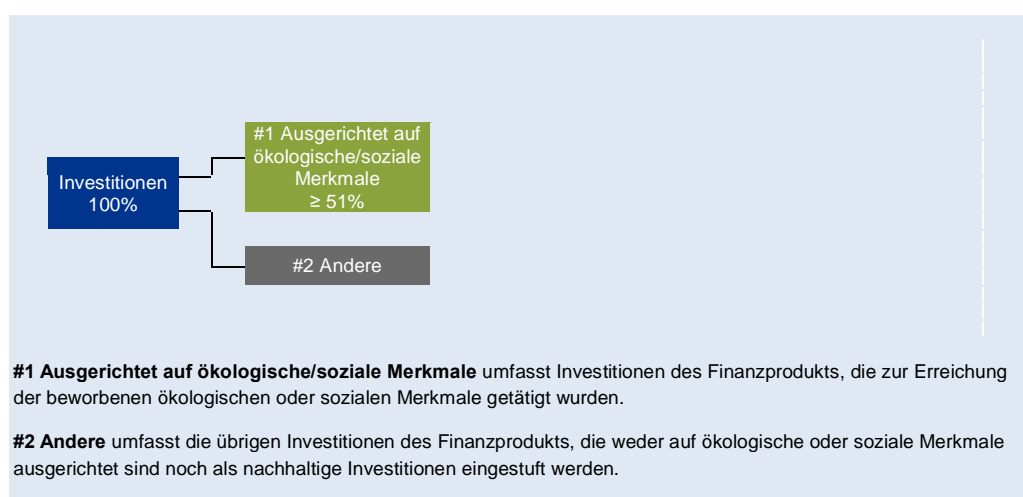 #1 Ausgerichtet auf
ökologische/soziale
Merkmale
≥ 51%
Investitionen
100%
#2 Andere
#1 Ausgerichtet auf ökologische/soziale Merkmale umfasst Investitionen des Finanzprodukts, die zur Erreichung
der beworbenen ökologischen oder sozialen Merkmale getätigt wurden.
#2 Andere umfasst die übrigen Investitionen des Finanzprodukts, die weder auf ökologische oder soziale Merkmale
ausgerichtet sind noch als nachhaltige Investitionen eingestuft werden.